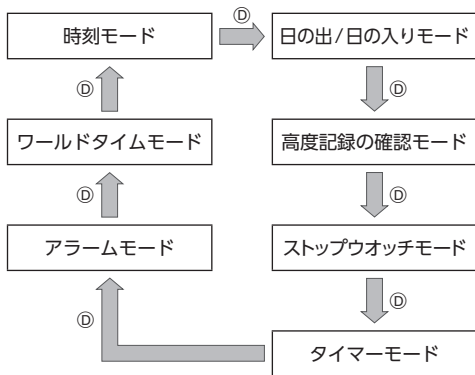 時刻モード
Ⓓ
日の出/日の入りモード
Ⓓ
Ⓓ
ワールドタイムモード
高度記録の確認モード
Ⓓ
Ⓓ
アラームモード
ストップウオッチモード
Ⓓ
Ⓓ
タイマーモード